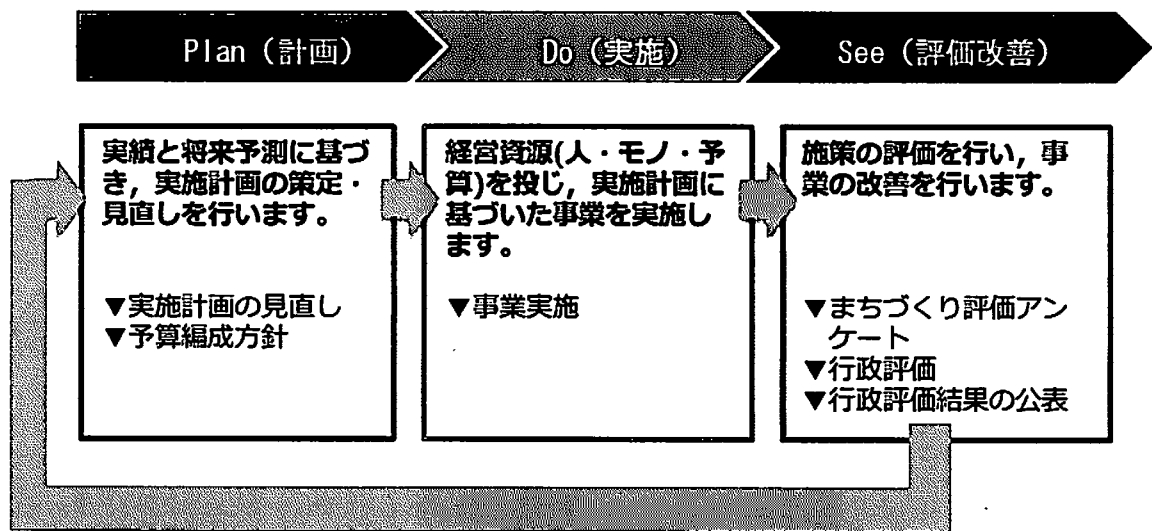 Plan（計画）
Do（実施）
See（評価改善）
実績と将来予測に基づ
き，実施計画の策定・
見直しを行います。
▼実施計画の見直し
▼予算編成方針
経営資源(人・モノ・予
算)を投じ，実施計画に
基づいた事業を実施し
ます。
▼事業実施
施策の評価を行い，事
業の改善を行います。
▼まちづくり評価アン
ケート
▼行政評価
▼行政評価結果の公表